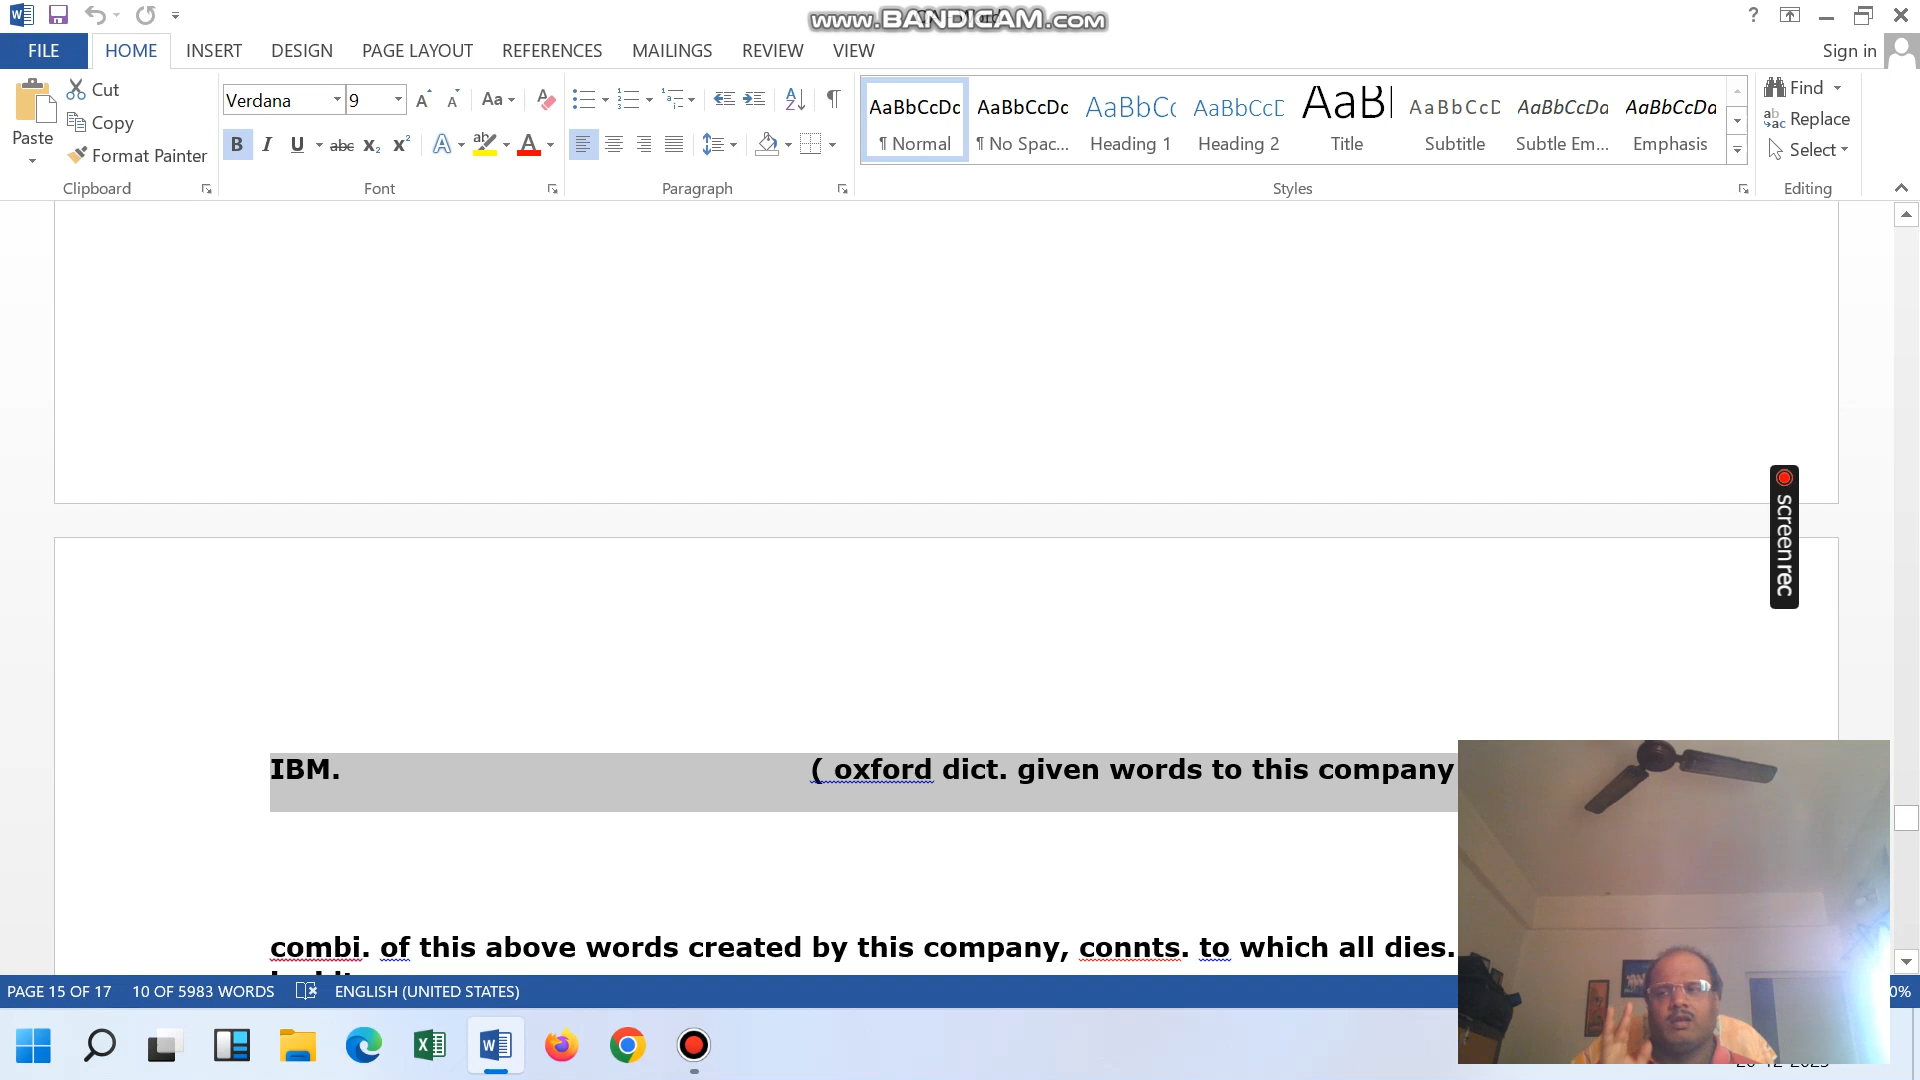 www.BANDICAM.com
FILE HOME INSERT DESIGN PAGE LAYOUT REFERENCES MAILINGS REVIEW VIEW Sign in
Paste Cut Copy Format Painter
Verdana 9
AaBbCcDc AaBbCcDc AaBbCc AaBbCcD AaBl AaBbCcD AaBbCcDa AaBbCcDa
¶ Normal ¶ No Spac... Heading 1 Heading 2 Title Subtitle Subtle Em... Emphasis
Find Replace Select
Clipboard Font Paragraph Styles Editing
screenrec
IBM. ( oxford dict. given words to this company
combi. of this above words created by this company, connts. to which all dies.
PAGE 15 OF 17 10 OF 5983 WORDS ENGLISH (UNITED STATES) 0%